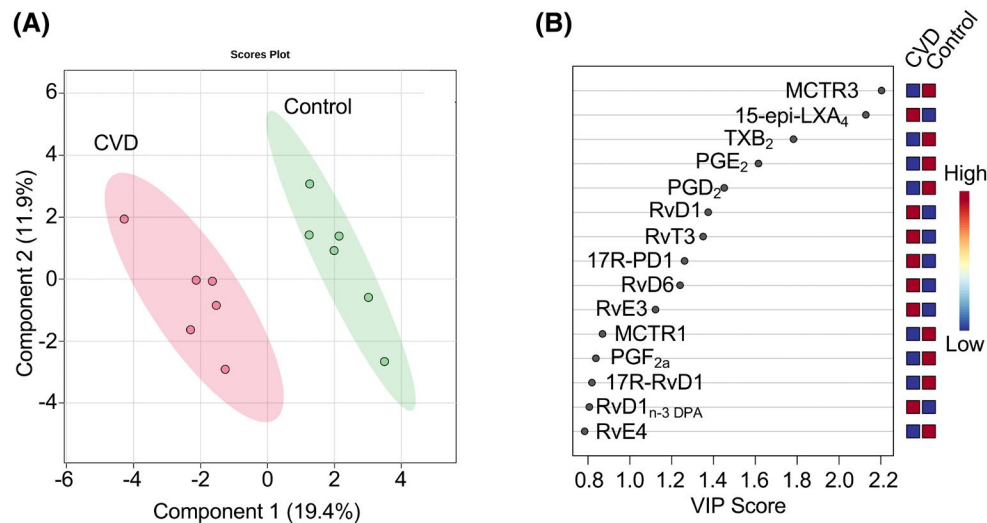 (A)
Scores Plot
Component 2 (11.9%)
6
4
2
0
-2
-4
CVD
Control
-6
-4
-2
0
2
4
Component 1 (19.4%)
(B)
CVD
Control
MCTR3
15-epi-LXA4
TXB2
PGE2
PGD2
RvD1
RvT3
17R-PD1
RvD6
RvE3
MCTR1
PGF2a
17R-RvD1
RvD1n-3 DPA
RvE4
0.8 1.0 1.2 1.4 1.6 1.8 2.0 2.2
VIP Score
High
Low